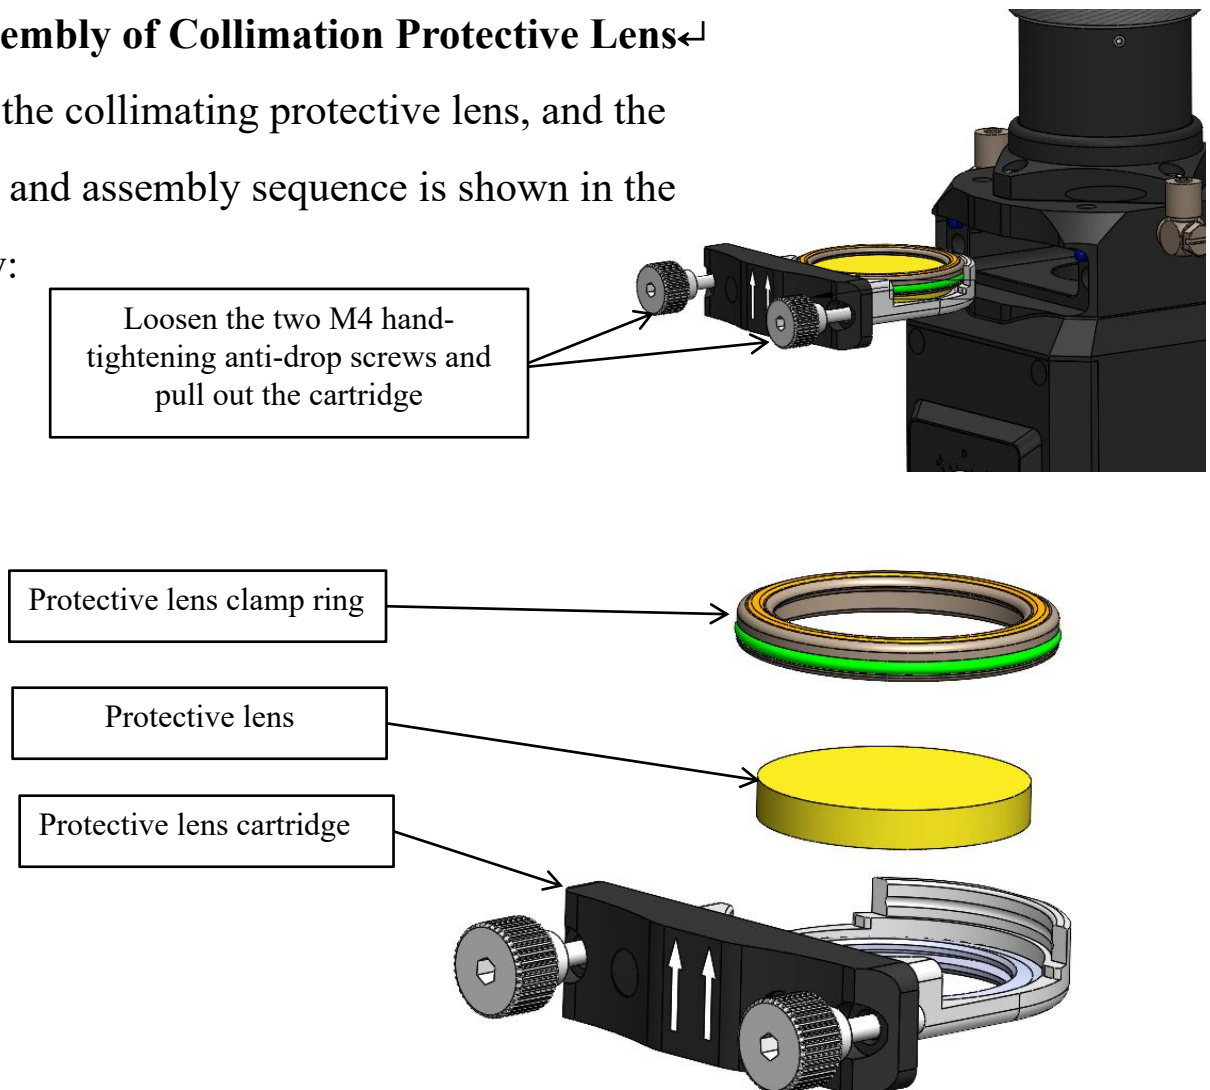 embly of Collimation Protective Lens↵
the collimating protective lens, and the
and assembly sequence is shown in the
:
Loosen the two M4 hand-
tightening anti-drop screws and
pull out the cartridge
Protective lens clamp ring
Protective lens
Protective lens cartridge